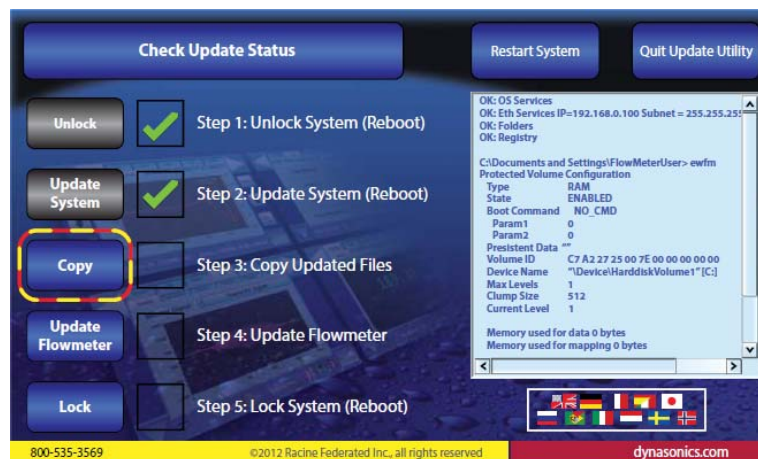 Check Update Status
Restart System
Quit Update Utility
Unlock
Step 1: Unlock System (Reboot)
Update
System
Step 2: Update System (Reboot)
Copy
Step 3: Copy Updated Files
Update
Flowmeter
Step 4: Update Flowmeter
Lock
Step 5: Lock System (Reboot)
OK: OS Services
OK: Eth Services IP=192.168.0.100 Subnet = 255.255.255
OK: Folders
OK: Registry
C:\Documents and Settings\FlowMeterUser> ewfm
Protected Volume Configuration
Type RAM
State ENABLED
Boot Command NO_CMD
Param1 0
Param2 0
Presistent Data ""
Volume ID C7 A2 27 25 00 7E 00 00 00 00 00
Device Name "\Device\HarddiskVolume1" [C:]
Max Levels 1
Clump Size 512
Current Level 1
Memory used for data 0 bytes
Memory used for mapping 0 bytes
800-535-3569
©2012 Racine Federated Inc., all rights reserved
dynasonics.com